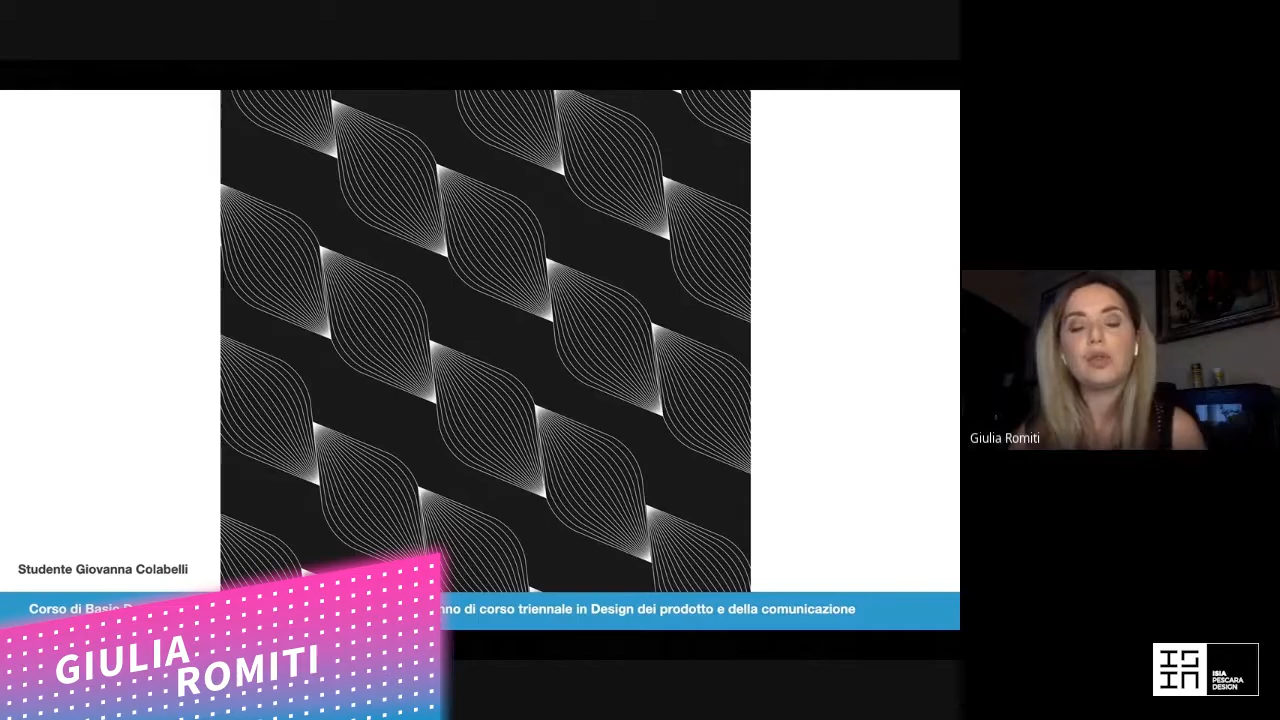 Studente Giovanna Colabelli
Corso di Basic
nno di corso triennale in Design dei prodotto e della comunicazione
GIULIA
ROMITI
Giulia Romiti
ISIA
PESCARA
DESIGN